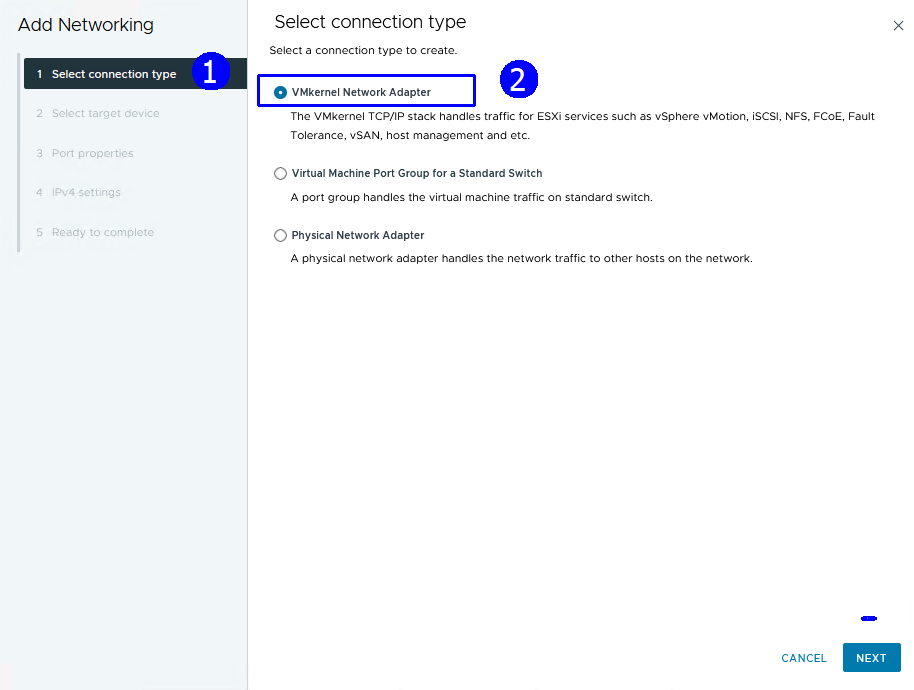 Add Networking
1 Select connection type
1
2 Select target device
3 Port properties
4 IPv4 settings
5 Ready to complete
Select connection type
Select a connection type to create.
VMkernel Network Adapter
2
The VMkernel TCP/IP stack handles traffic for ESXi services such as vSphere vMotion, iSCSI, NFS, FCoE, Fault
Tolerance, vSAN, host management and etc.
Virtual Machine Port Group for a Standard Switch
A port group handles the virtual machine traffic on standard switch.
Physical Network Adapter
A physical network adapter handles the network traffic to other hosts on the network.
CANCEL
NEXT